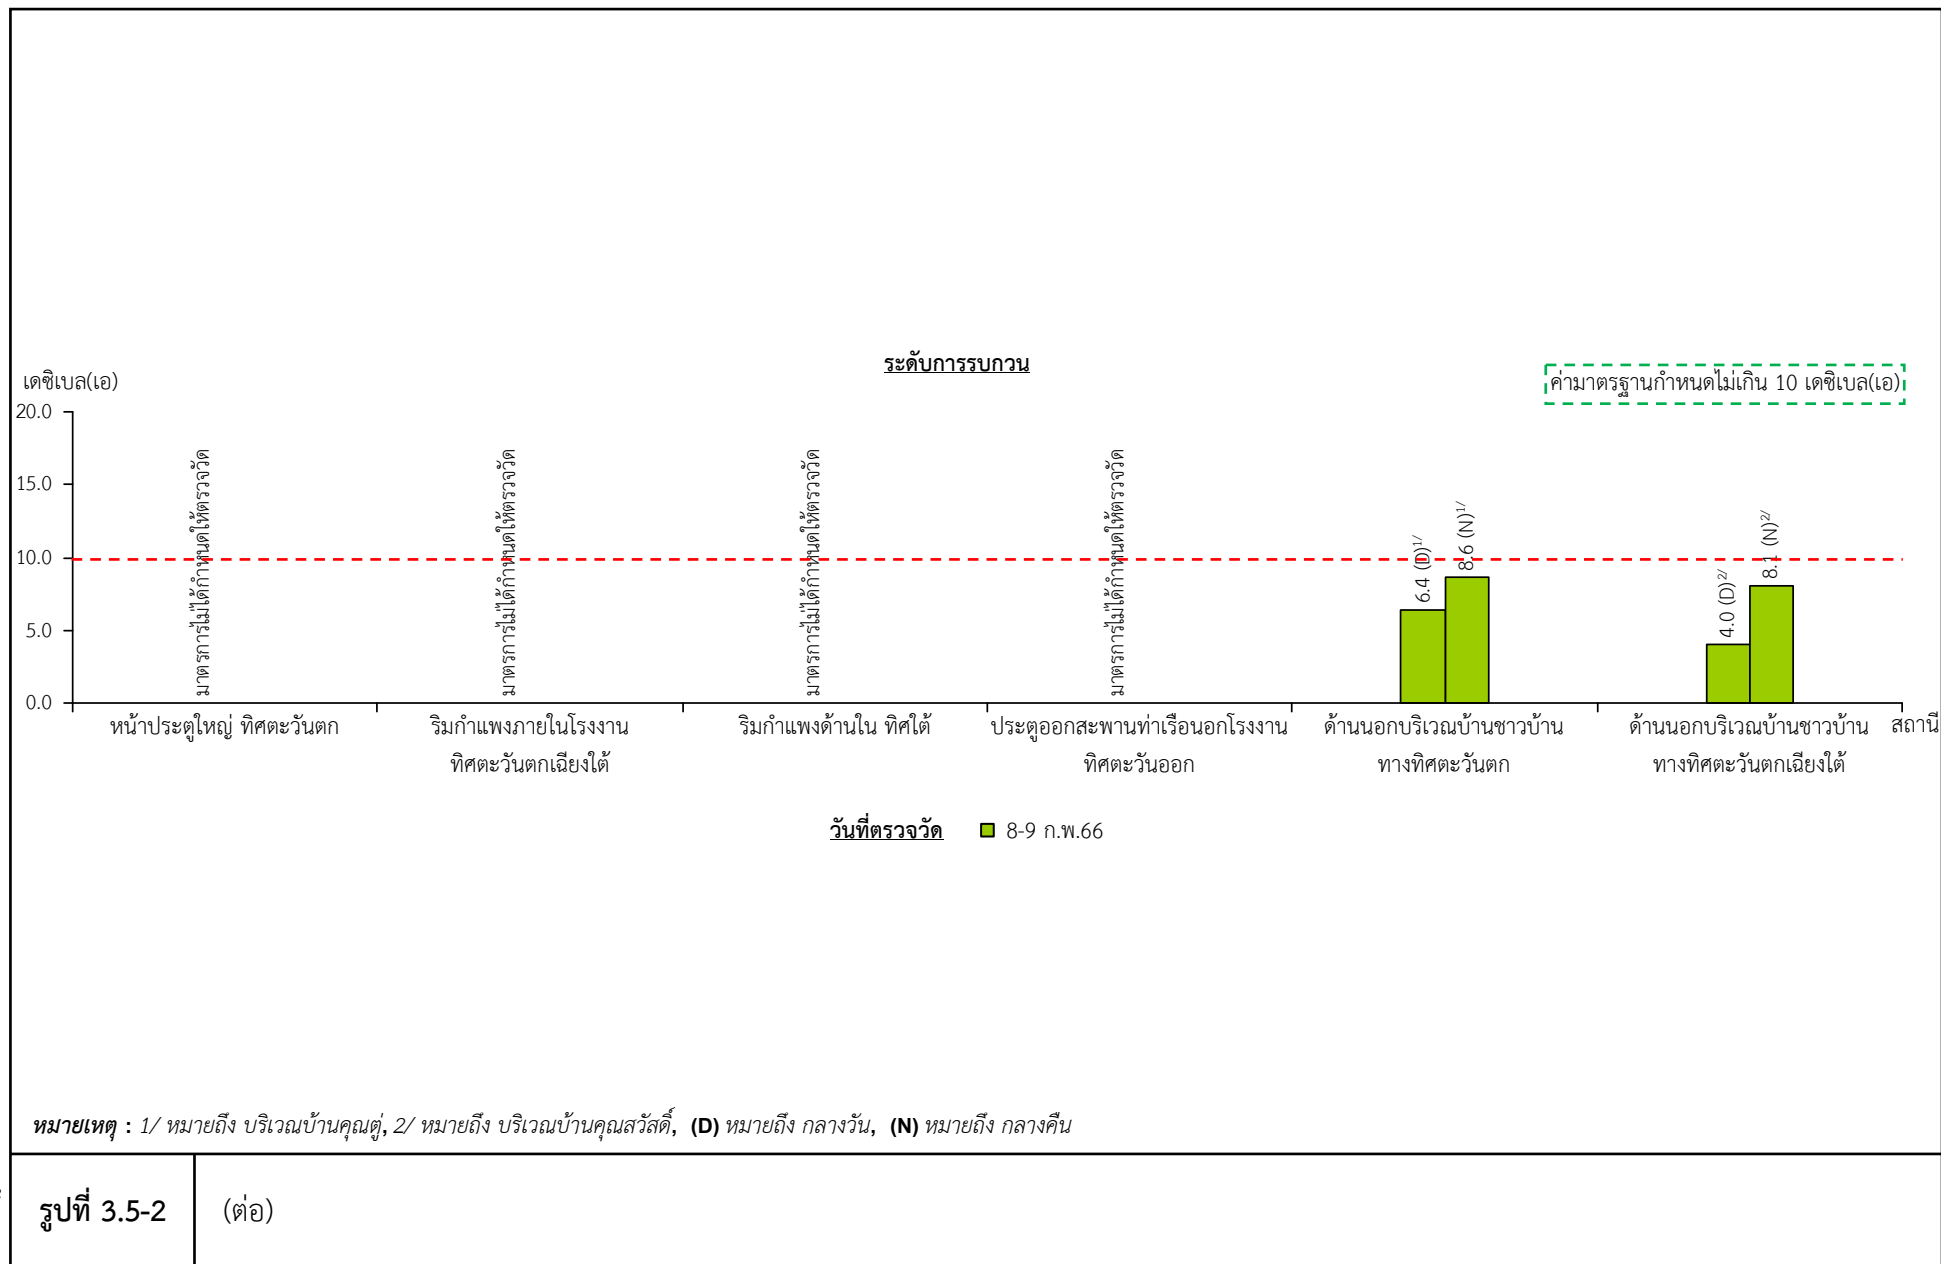 ระดับการรบกวน
เดซิเบล(เอ)
ค่ามาตรฐานกำหนดไม่เกิน 10 เดซิเบล(เอ)
20.0
15.0
10.0
5.0
0.0
มาตรการไม่ได้กำหนดให้ตรวจวัด
มาตรการไม่ได้กำหนดให้ตรวจวัด
มาตรการไม่ได้กำหนดให้ตรวจวัด
มาตรการไม่ได้กำหนดให้ตรวจวัด
6.4 (D)1/
8.6 (N)1/
4.0 (D)2/
8.1 (N)2/
หน้าประตูใหญ่ ทิศตะวันตก
ริมกำแพงภายในโรงงาน
ทิศตะวันตกเฉียงใต้
ริมกำแพงด้านใน ทิศใต้
ประตูออกสะพานท่าเรือนอกโรงงาน
ทิศตะวันออก
ด้านนอกบริเวณบ้านชาวบ้าน
ทางทิศตะวันตก
ด้านนอกบริเวณบ้านชาวบ้าน
ทางทิศตะวันตกเฉียงใต้
สถานี
วันที่ตรวจวัด 8-9 ก.พ.66
หมายเหตุ : 1/ หมายถึง บริเวณบ้านคุณตู่, 2/ หมายถึง บริเวณบ้านคุณสวัสดิ์, (D) หมายถึง กลางวัน, (N) หมายถึง กลางคืน
รูปที่ 3.5-2 (ต่อ)